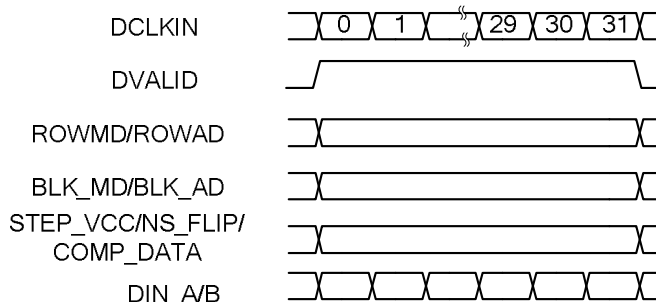 DCLKIN 0 1 29 30 31
DVALID
ROWMD/ROWAD
BLK_MD/BLK_AD
STEP_VCC/NS_FLIP/
COMP_DATA
DIN_A/B